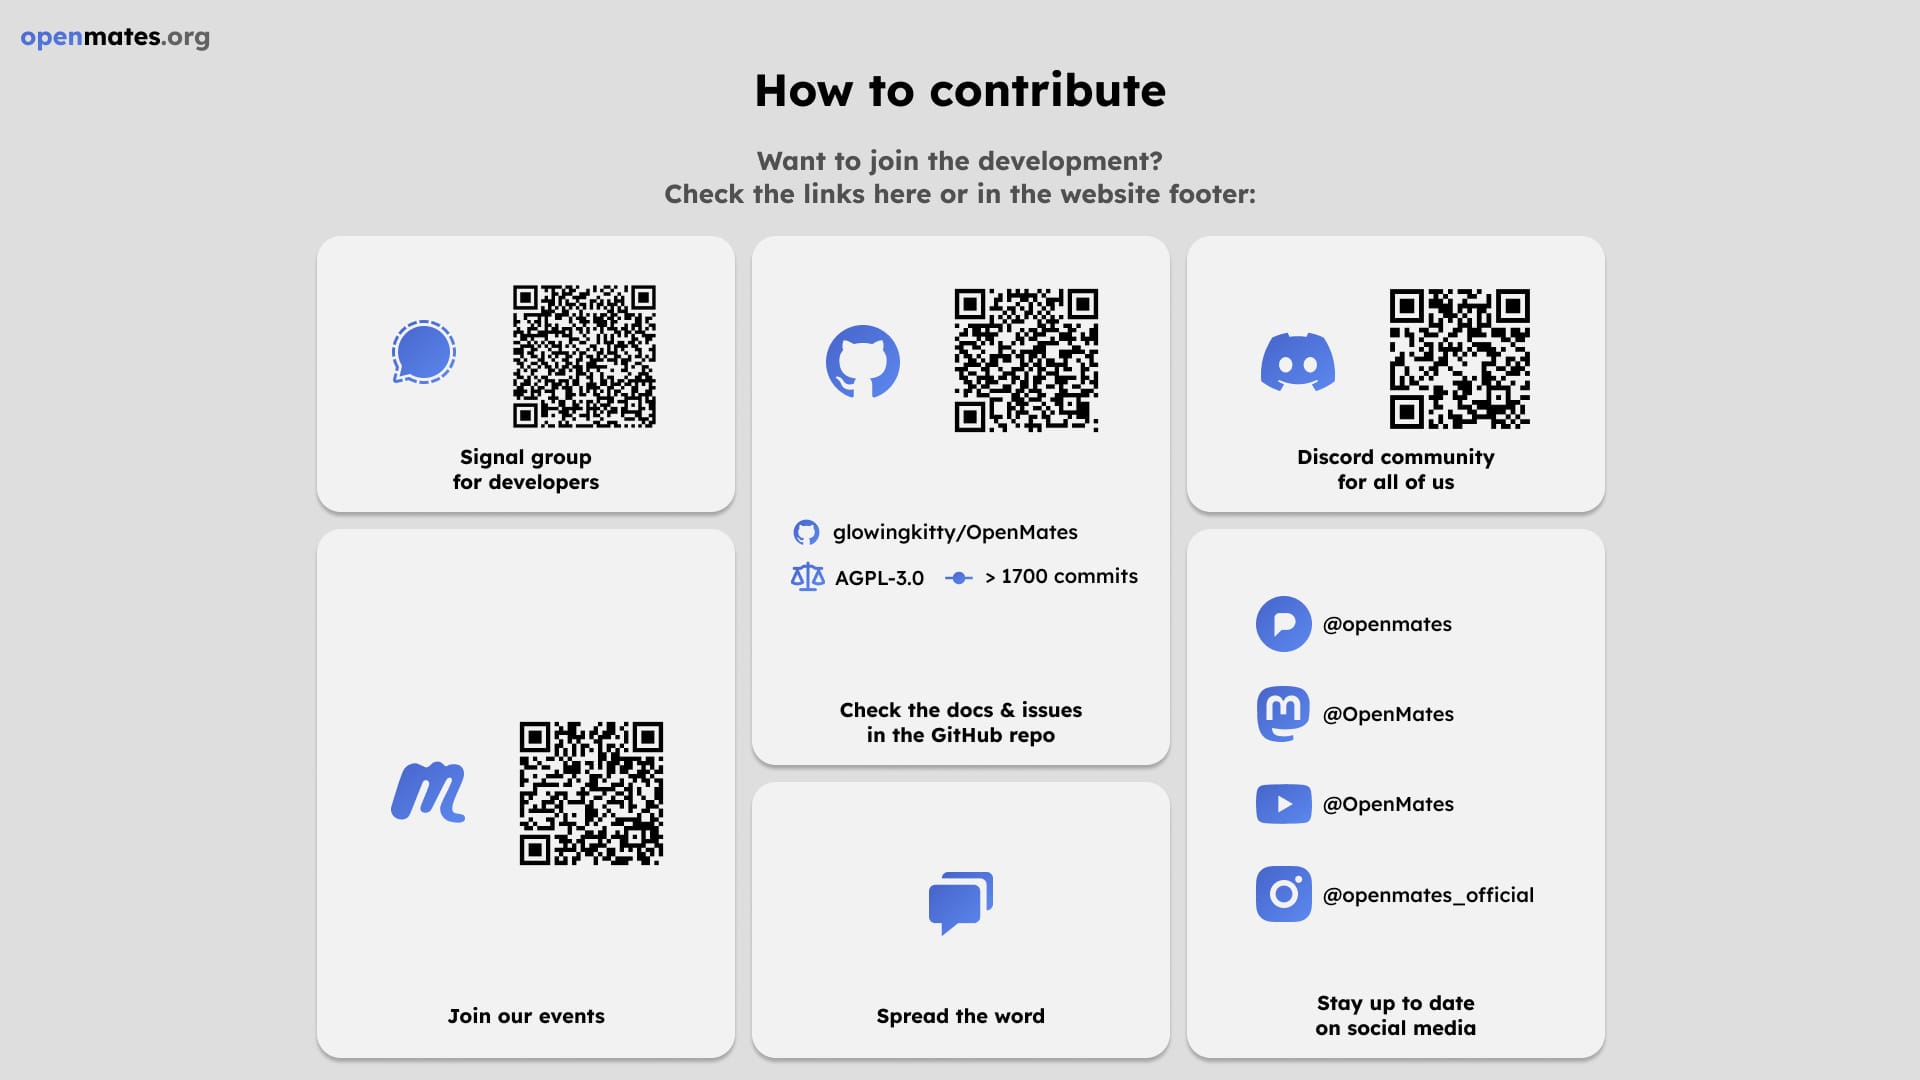 openmates.org
How to contribute
Want to join the development?
Check the links here or in the website footer:
Signal group
for developers
glowingkitty/OpenMates
AGPL-3.0 > 1700 commits
Check the docs & issues
in the GitHub repo
Discord community
for all of us
Join our events
Spread the word
@openmates
@OpenMates
@OpenMates
@openmates_official
Stay up to date
on social media